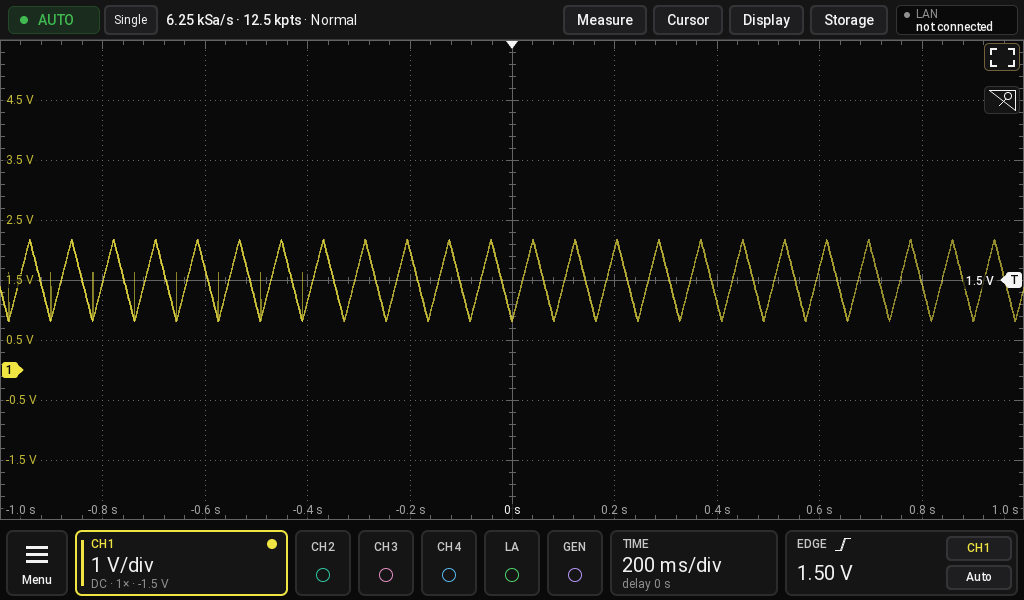 AUTO
Single
6.25 kSa/s · 12.5 kpts · Normal
Measure
Cursor
Display
Storage
LAN
not connected
4.5 V
3.5 V
2.5 V
1.5 V
1.5 V
T
0.5 V
1
-0.5 V
-1.5 V
-1.0 s
-0.8 s
-0.6 s
-0.4 s
-0.2 s
0 s
0.2 s
0.4 s
0.6 s
0.8 s
1.0 s
Menu
CH1
1 V/div
DC · 1× · -1.5 V
CH2
CH3
CH4
LA
GEN
TIME
200 ms/div
delay 0 s
EDGE
1.50 V
CH1
Auto